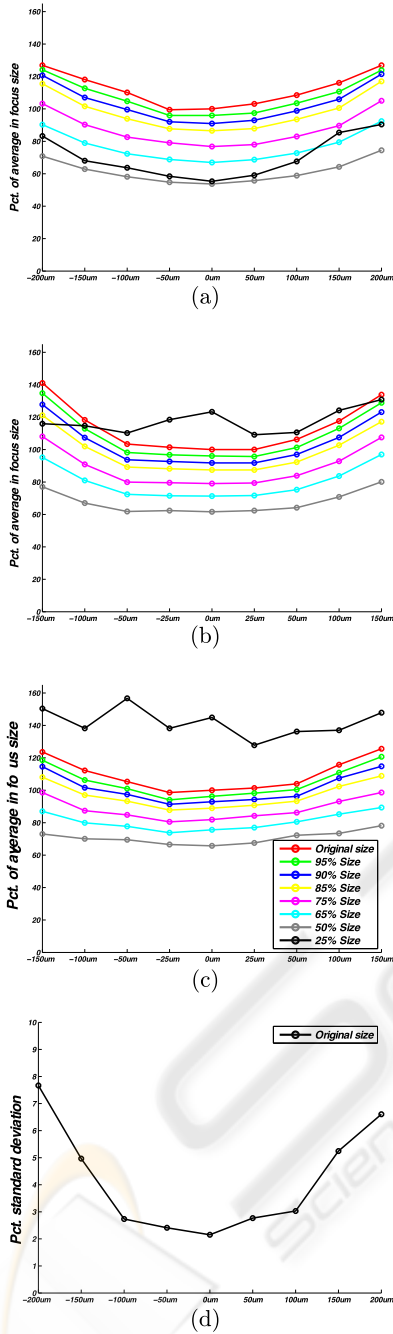 160
140
120
100
80
60
40
20
0
Pct. of average in focus size
−200um −150um −100um −50um 0um 50um 100um 150um 200um
(a)
160
140
120
100
80
60
40
20
0
Pct. of average in focus size
−150um −100um −50um −25um 0um 25um 50um 100um 150um
(b)
160
140
120
100
80
60
40
20
0
Pct. of average in fo us size
Original size
95% Size
90% Size
85% Size
75% Size
65% Size
50% Size
25% Size
−150um −100um −50um −25um 0um 25um 50um 100um 150um
(c)
10
9
8
7
6
5
4
3
2
1
0
Pct. standard deviation
Original size
−200um −150um −100um −50um 0um 50um 100um 150um 200um
(d)